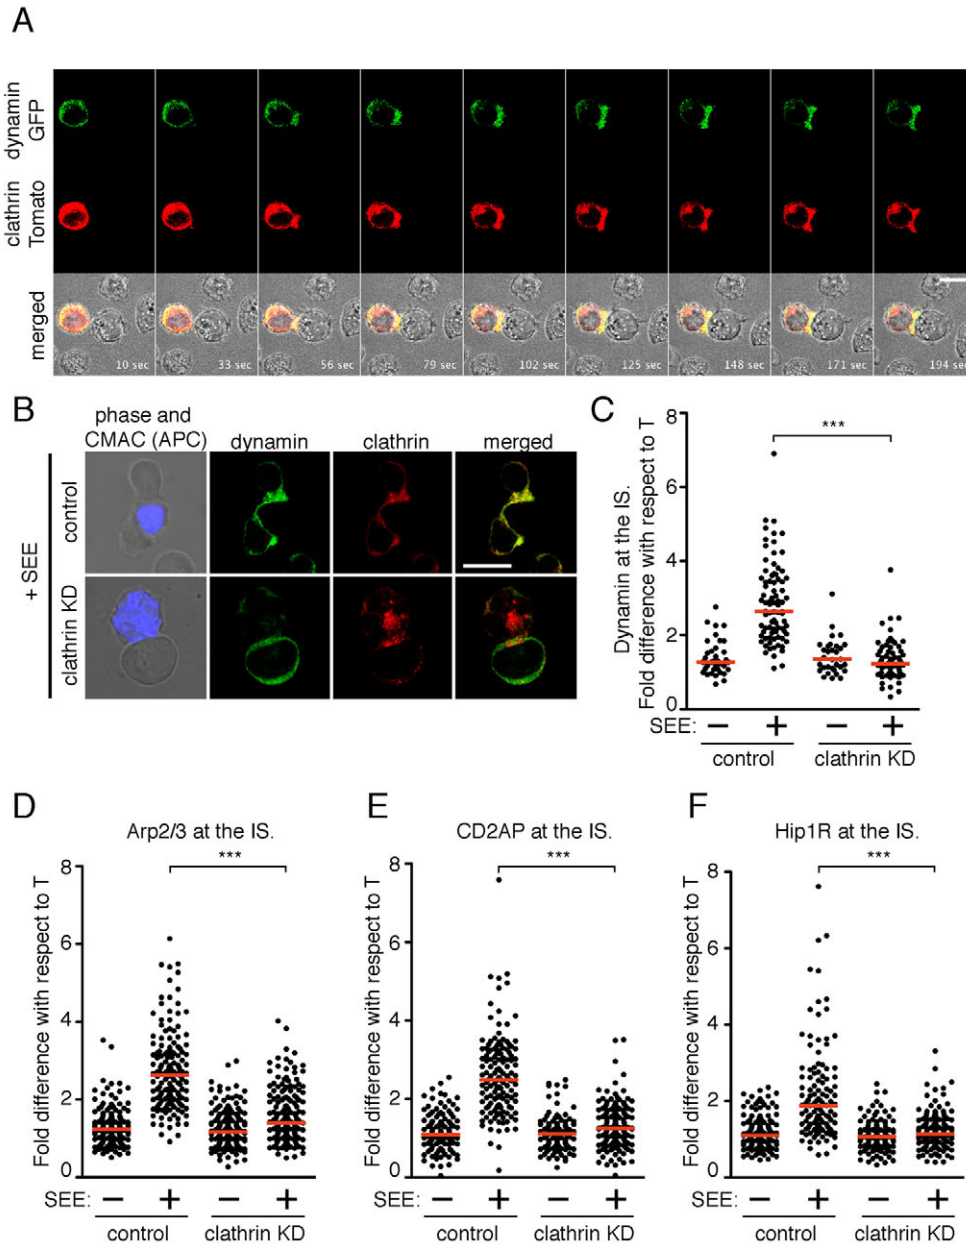 A
dynamin
GFP
clathrin
Tomato
merged
10 sec
33 sec
56 sec
79 sec
102 sec
125 sec
148 sec
171 sec
194 sec
B
phase and
CMAC (APC)
dynamin
clathrin
merged
+ SEE
control
clathrin KD
C
Dynamin at the IS.
Fold difference with respect to T
8
6
4
2
0
***
SEE: − + − +
control clathrin KD
D
Arp2/3 at the IS.
Fold difference with respect to T
8
6
4
2
0
***
SEE: − + − +
control clathrin KD
E
CD2AP at the IS.
Fold difference with respect to T
8
6
4
2
0
***
SEE: − + − +
control clathrin KD
F
Hip1R at the IS.
Fold difference with respect to T
8
6
4
2
0
***
SEE: − + − +
control clathrin KD